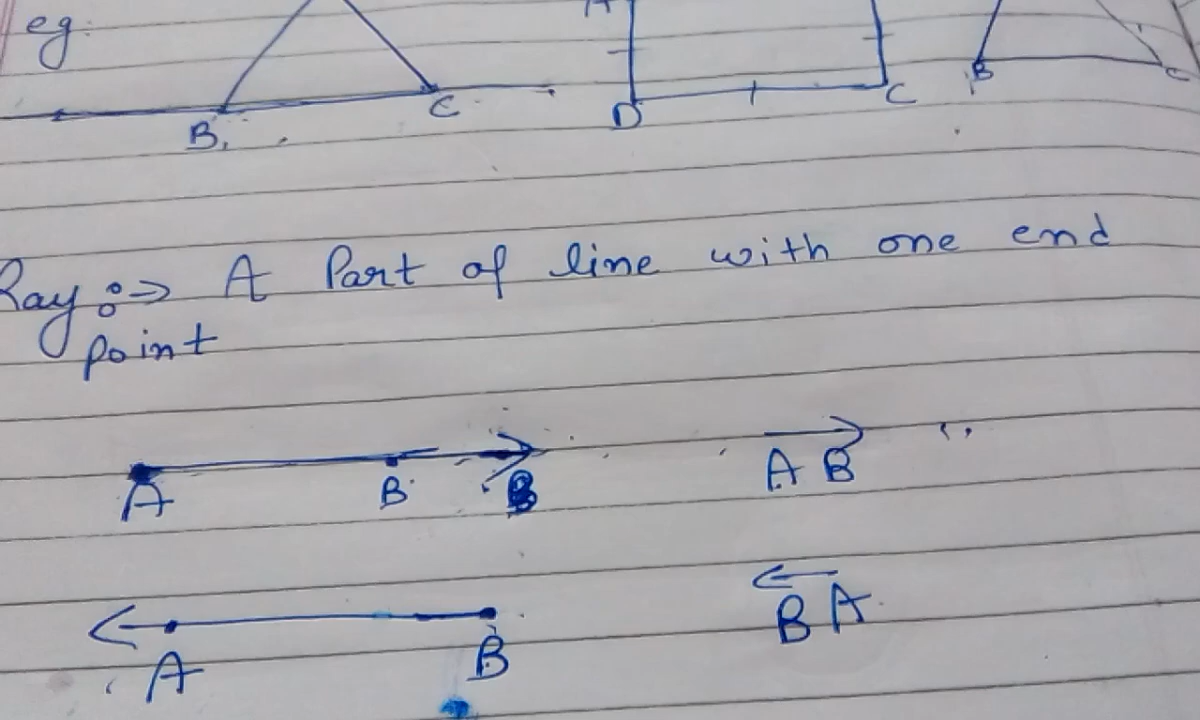 eg:
A
D
C
B
C
B
C
Ray :⇒ A Part of line with one end
point
A B B
AB
A B
BA